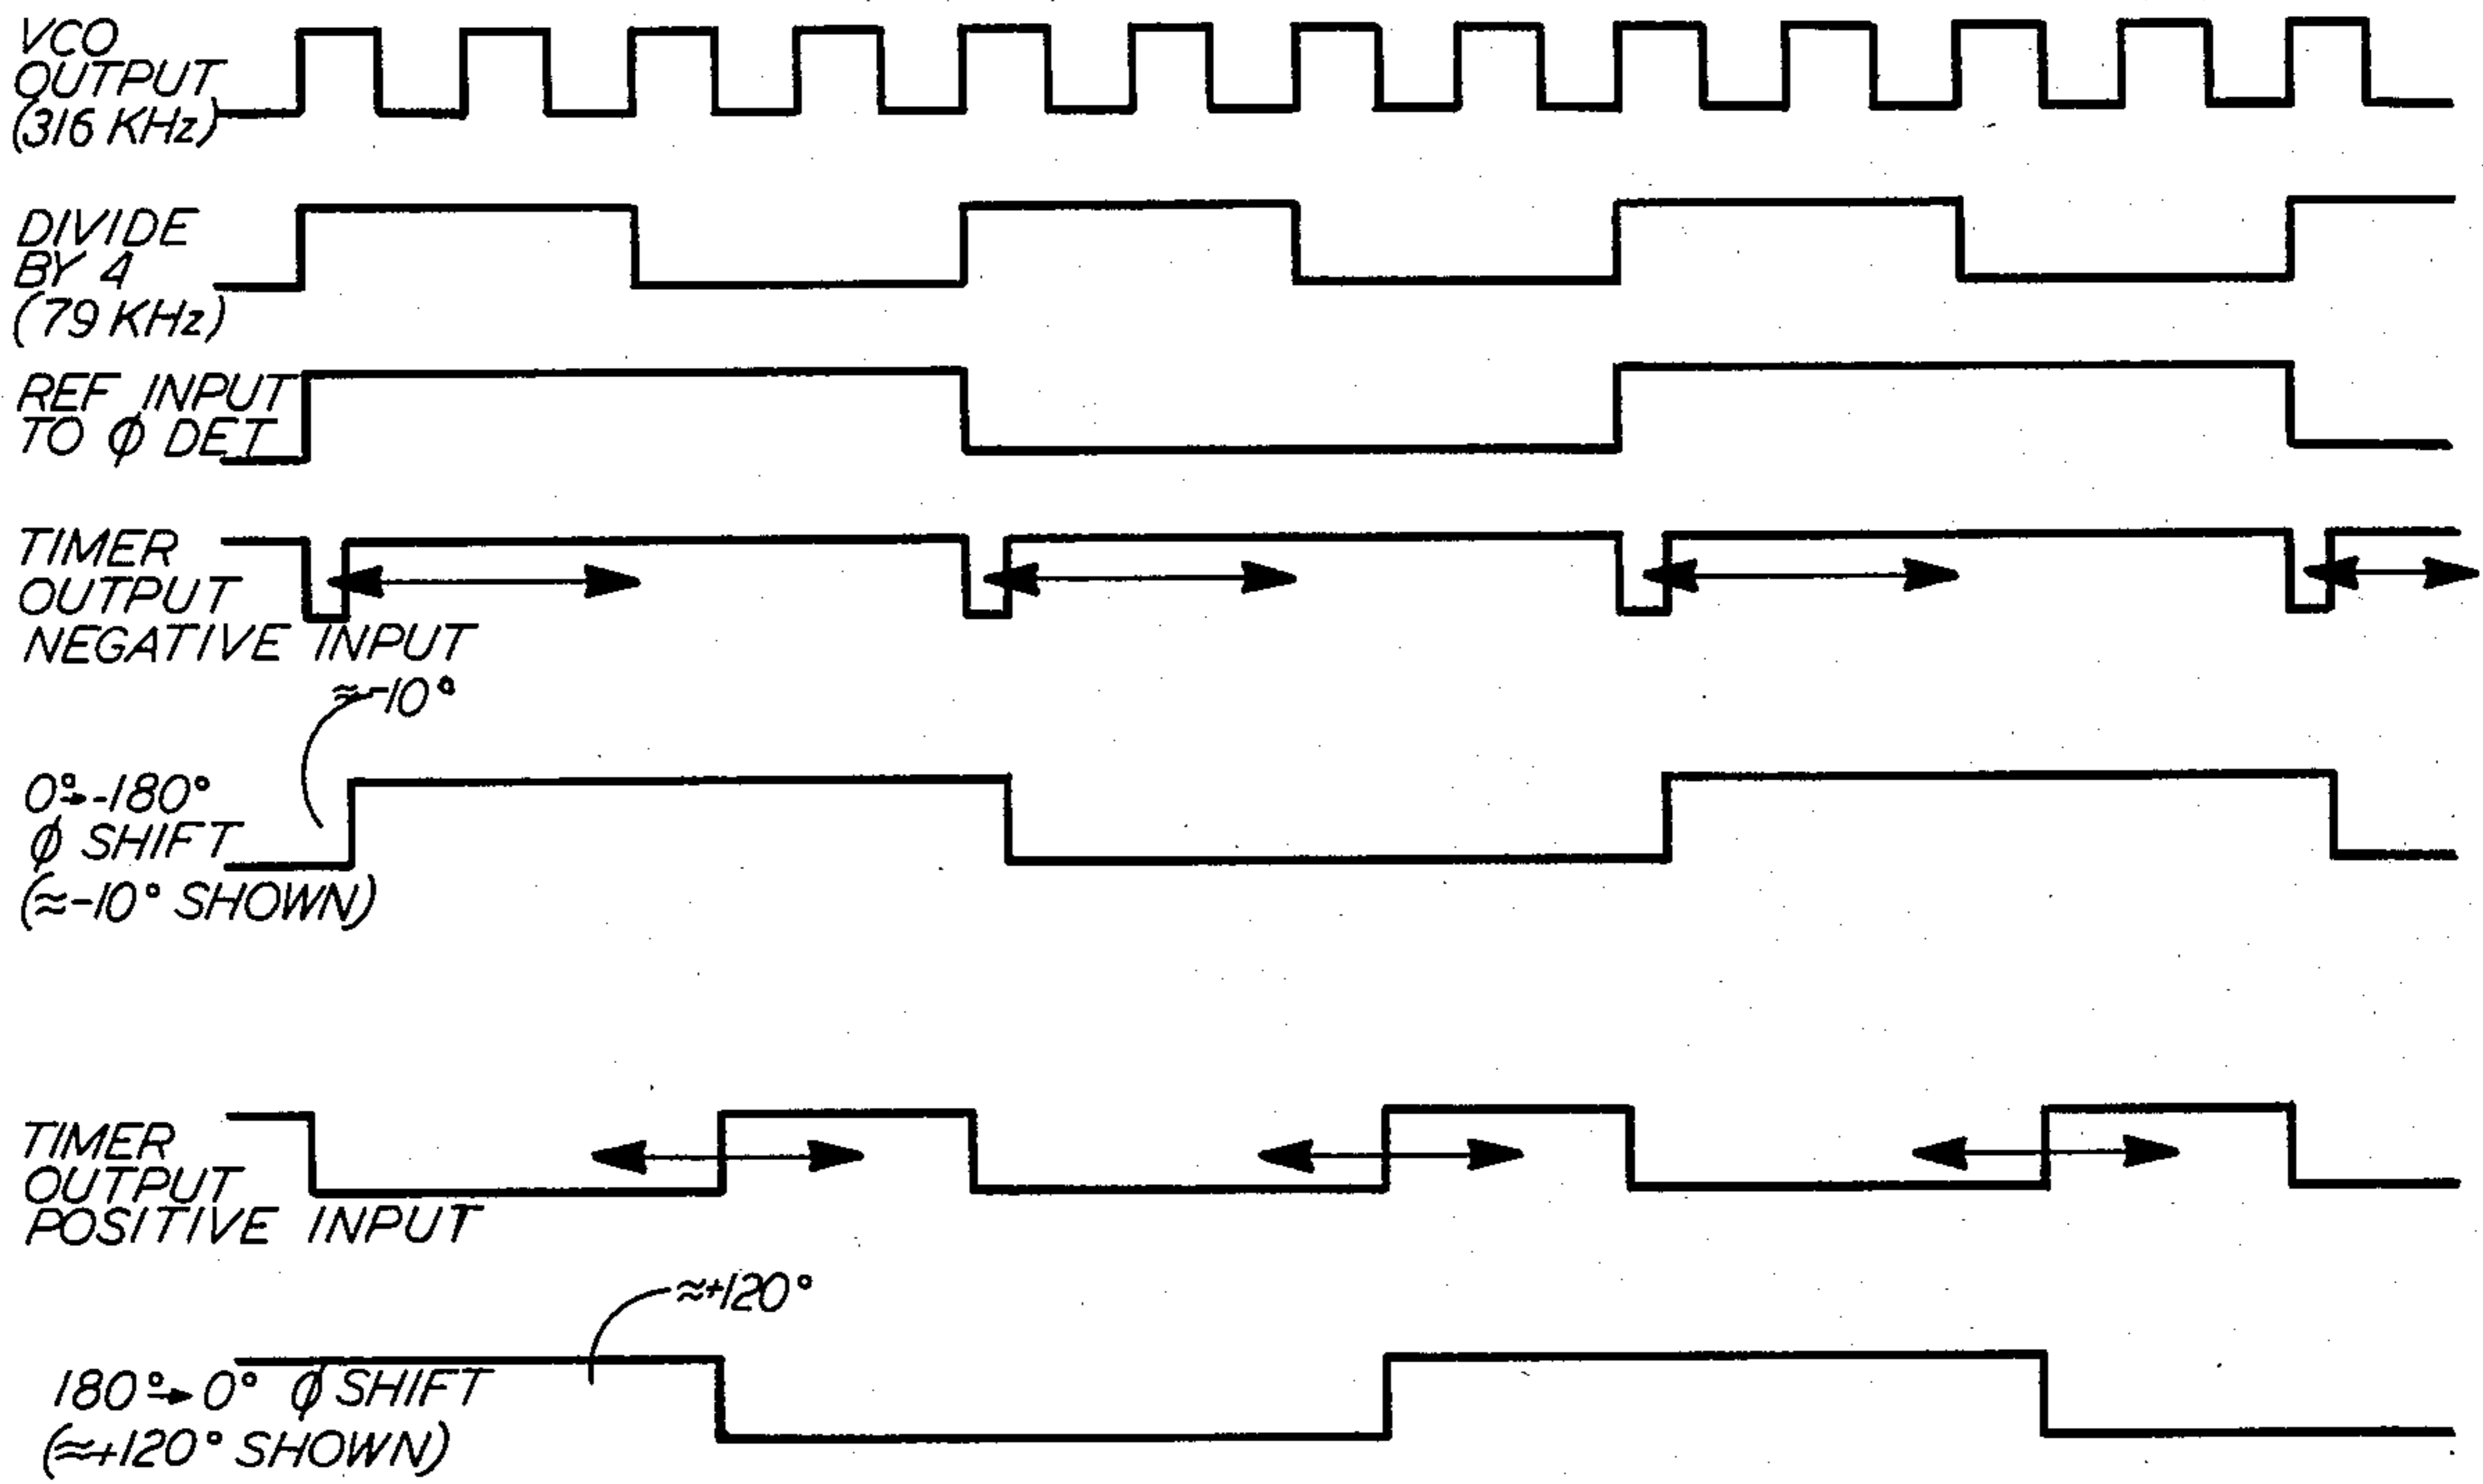 VCO
OUTPUT
(316 KHz)
DIVIDE
BY 4
(79 KHz)
REF INPUT
TO ϕ DET
TIMER
OUTPUT
NEGATIVE INPUT
≈-10°
0°→-180°
ϕ SHIFT
(≈-10° SHOWN)
TIMER
OUTPUT
POSITIVE INPUT
≈+120°
180°→0° ϕ SHIFT
(≈+120° SHOWN)